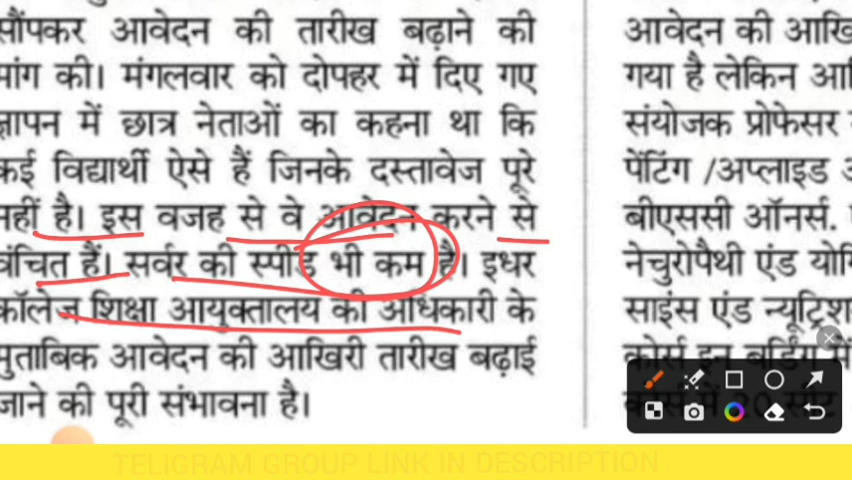 सौंपकर आवेदन की तारीख बढ़ाने की
मांग की। मंगलवार को दोपहर में दिए गए
ज्ञापन में छात्र नेताओं का कहना था कि
कई विद्यार्थी ऐसे हैं जिनके दस्तावेज पूरे
नहीं है। इस वजह से वे आवेदन करने से
वंचित हैं। सर्वर की स्पीड भी कम है। इधर
कॉलेज शिक्षा आयुक्तालय की अधिकारी के
मुताबिक आवेदन की आखिरी तारीख बढ़ाई
जाने की पूरी संभावना है।
आवेदन की
गया है लेकिन
संयोजक प्रोफेसर
पेंटिंग /अप्लाइड
बीएससी ऑनर्स.
नेचुरोपैथी एंड
साइंस एंड
कोर्स इन
में 20 सीट
TELIGRAM GROUP LINK IN DESCRIPTION